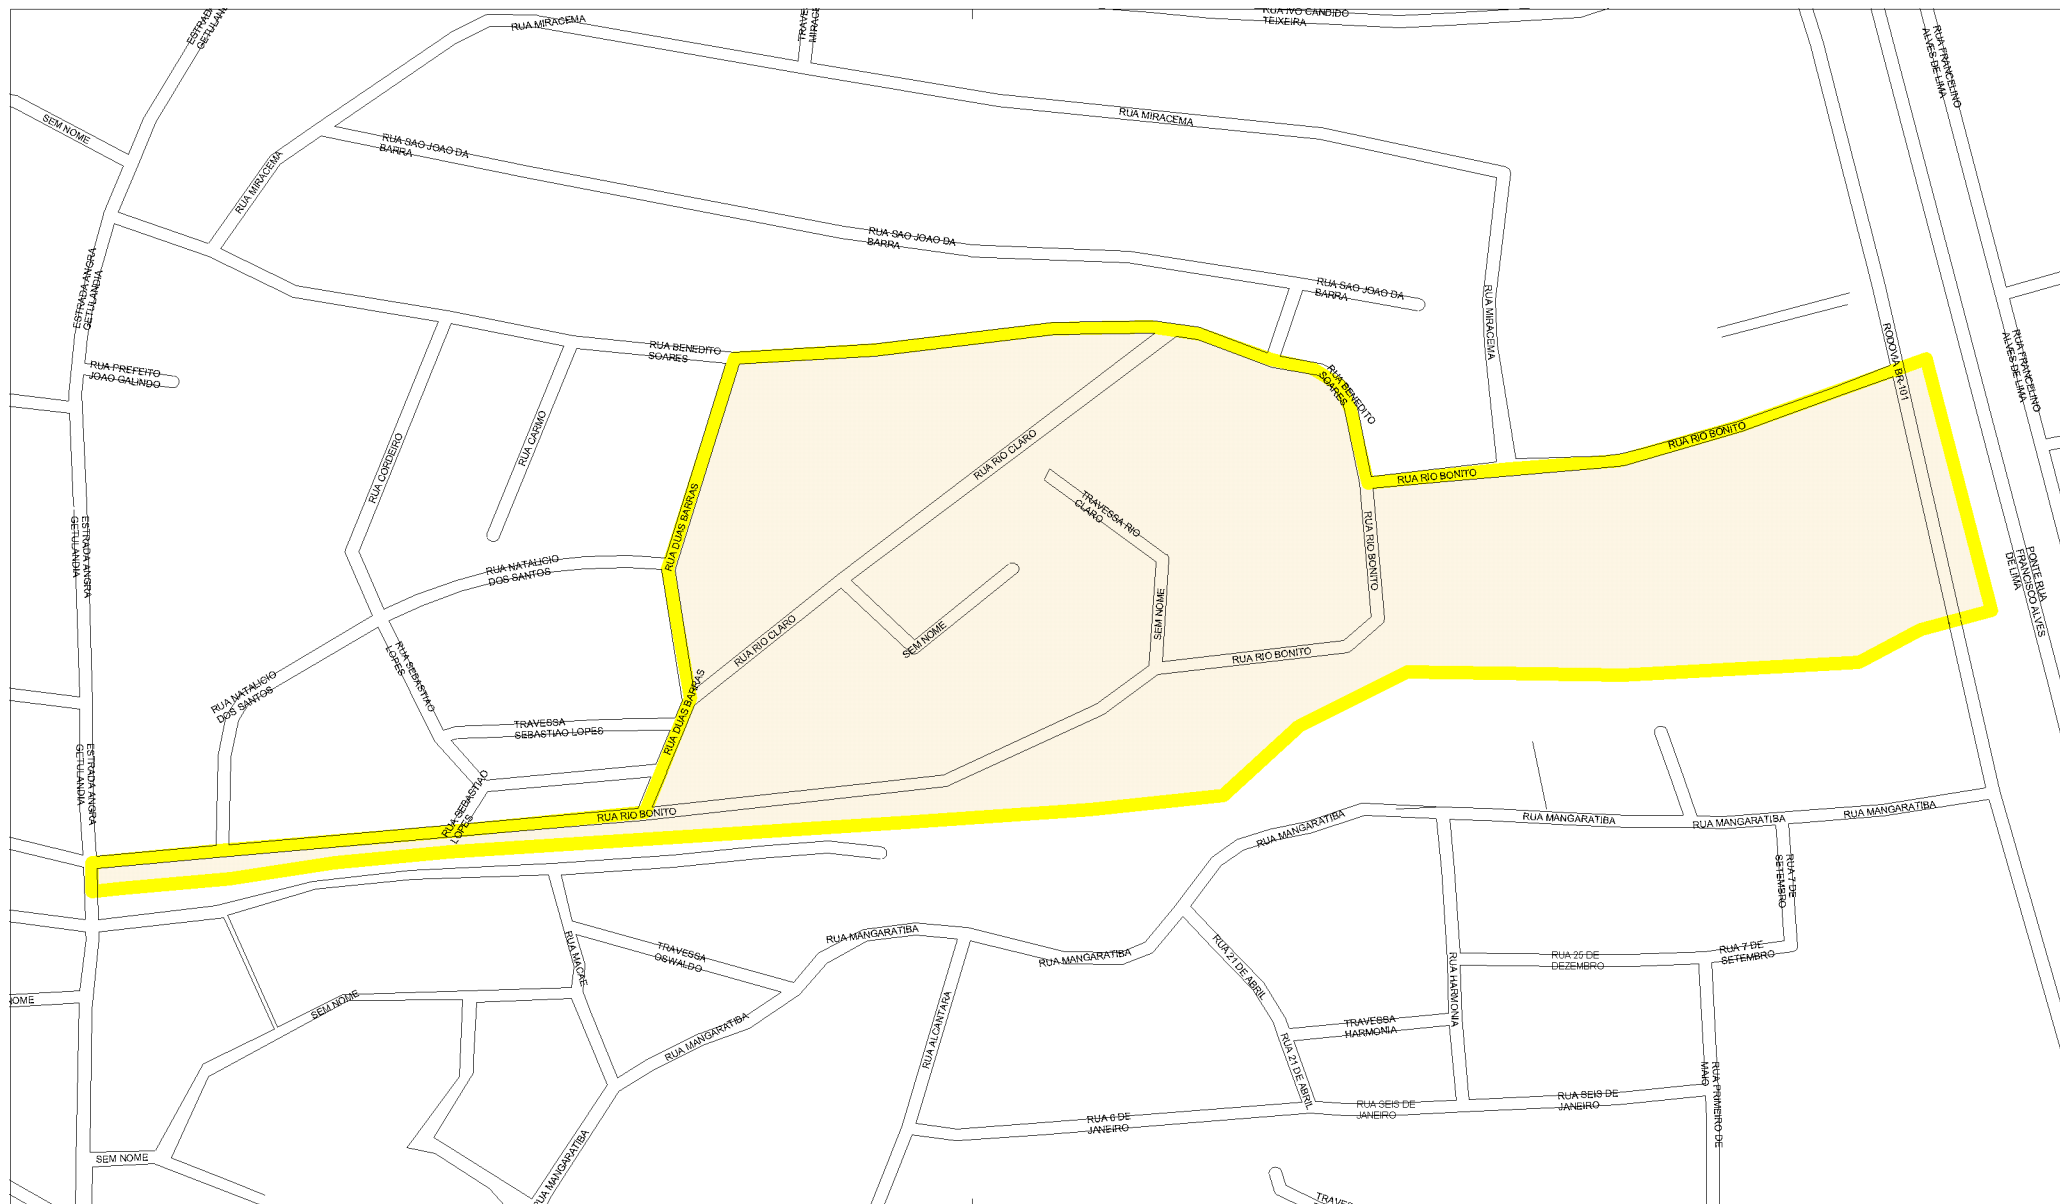 ESTRADA
GETULAN
RUA MIRACEMA
TRAVE
MIRACE
RUA IVO CANDIDO
TEIXEIRA
RUA FRANCELINO
ALVES DE LIMA
SEM NOME
RUA SAO JOAO DA
BARRA
RUA MIRACEMA
RUA MIRACEMA
RUA SAO JOAO DA
BARRA
ESTRADA ANGRA
GETULANDIA
RUA SAO JOAO DA
BARRA
RUA MIRACEMA
RUA PREFEITO
JOAO GALINDO
RUA BENEDITO
SOARES
RODOVIA BR-101
RUA FRANCELINO
ALVES DE LIMA
RUA BENEDITO
SOARES
RUA CARMO
RUA CORDEIRO
RUA RIO CLARO
RUA RIO BONITO
RUA RIO BONITO
TRAVESSA RIO
CLARO
RUA DUAS BARRAS
ESTRADA ANGRA
GETULANDIA
RUA NATALICIO
DOS SANTOS
RUA RIO BONITO
PONTE RUA
FRANCISCO ALVES
DE LIMA
SEM NOME
RUA RIO CLARO
SEM NOME
RUA RIO BONITO
RUA SEBASTIAO
LOPES
RUA NATALICIO
DOS SANTOS
RUA DUAS BARRAS
TRAVESSA
SEBASTIAO LOPES
ESTRADA ANGRA
GETULANDIA
RUA SEBASTIAO
LOPES
RUA RIO BONITO
RUA MANGARATIBA
RUA MANGARATIBA
RUA MANGARATIBA
RUA MANGARATIBA
RUA 7 DE
SETEMBRO
RUA MANGARATIBA
RUA MANGARATIBA
RUA MACAE
TRAVESSA
OSWALDO
RUA 21 DE ABRIL
RUA 25 DE
DEZEMBRO
RUA 7 DE
SETEMBRO
RUA HARMONIA
NOME
SEM NOME
RUA MANGARATIBA
RUA ALCANTARA
TRAVESSA
HARMONIA
RUA 21 DE ABRIL
RUA 6 DE
JANEIRO
RUA SEIS DE
JANEIRO
RUA SEIS DE
JANEIRO
RUA PRIMEIRO DE
MAIO
SEM NOME
RUA MANGARATIBA
TRAVES